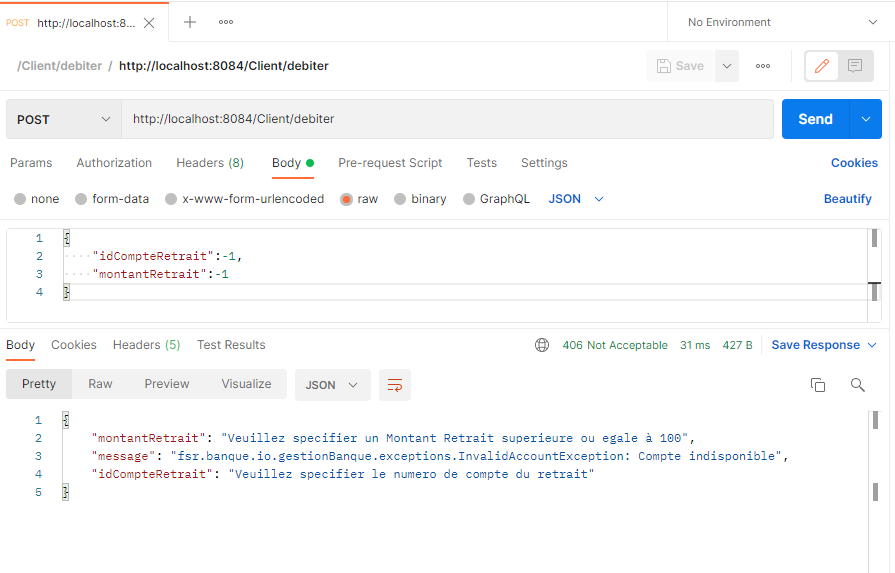 POST http://localhost:8...
No Environment
/Client/debiter / http://localhost:8084/Client/debiter
Save
POST http://localhost:8084/Client/debiter Send
Params Authorization Headers (8) Body Pre-request Script Tests Settings Cookies
none form-data x-www-form-urlencoded raw binary GraphQL JSON Beautify
1 {
2 "idCompteRetrait":-1,
3 "montantRetrait":-1
4 }
Body Cookies Headers (5) Test Results 406 Not Acceptable 31 ms 427 B Save Response
Pretty Raw Preview Visualize JSON
1 {
2 "montantRetrait": "Veuillez specifier un Montant Retrait superieure ou egale à 100",
3 "message": "fsr.banque.io.gestionBanque.exceptions.InvalidAccountException: Compte indisponible",
4 "idCompteRetrait": "Veuillez specifier le numero de compte du retrait"
5 }